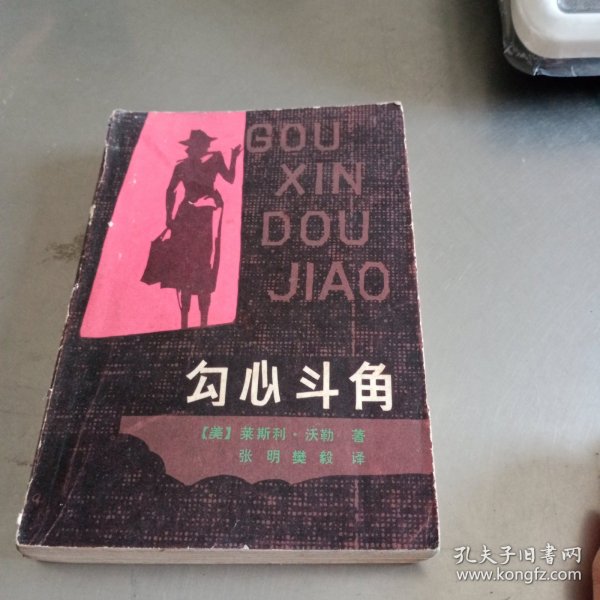 GOU
XIN
DOU
JIAO
勾心斗角
【美】莱斯利·沃勒 著
张明樊毅 译
孔夫子旧书网
www.kongfz.com